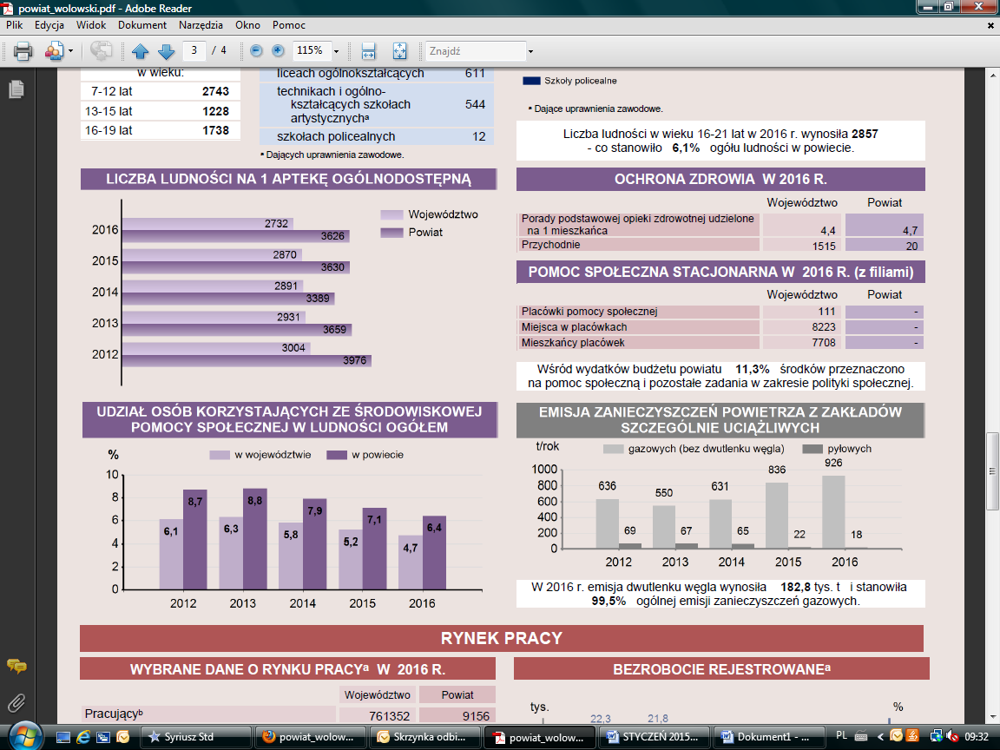 powiat_wolowski.pdf - Adobe Reader
Plik Edycja Widok Dokument Narzędzia Okno Pomoc
3 / 4 115% Znajdź
w wieku:
7-12 lat 2743
13-15 lat 1228
16-19 lat 1738
liceach ogólnokształcących 611
technikach i ogólno-
kształcących szkołach
artystycznychᵃ 544
szkołach policealnych 12
ᵃ Dających uprawnienia zawodowe.
Szkoły policealne
ᵃ Dające uprawnienia zawodowe.
Liczba ludności w wieku 16-21 lat w 2016 r. wynosiła 2857
- co stanowiło 6,1% ogółu ludności w powiecie.
LICZBA LUDNOŚCI NA 1 APTEKĘ OGÓLNODOSTĘPNĄ
Województwo
Powiat
2016 2732 3626
2015 2870 3630
2014 2891 3389
2013 2931 3659
2012 3004 3976
OCHRONA ZDROWIA W 2016 R.
Województwo Powiat
Porady podstawowej opieki zdrowotnej udzielone
na 1 mieszkańca 4,4 4,7
Przychodnie 1515 20
POMOC SPOŁECZNA STACJONARNA W 2016 R. (z filiami)
Województwo Powiat
Placówki pomocy społecznej 111 -
Miejsca w placówkach 8223 -
Mieszkańcy placówek 7708 -
Wśród wydatków budżetu powiatu 11,3% środków przeznaczono
na pomoc społeczną i pozostałe zadania w zakresie polityki społecznej.
UDZIAŁ OSÓB KORZYSTAJĄCYCH ZE ŚRODOWISKOWEJ
POMOCY SPOŁECZNEJ W LUDNOŚCI OGÓŁEM
% w województwie w powiecie
10
8
6
4
2
0
6,1 8,7 6,3 8,8 5,8 7,9 5,2 7,1 4,7 6,4
2012 2013 2014 2015 2016
EMISJA ZANIECZYSZCZEŃ POWIETRZA Z ZAKŁADÓW
SZCZEGÓLNIE UCIĄŻLIWYCH
t/rok gazowych (bez dwutlenku węgla) pyłowych
1000
800
600
400
200
0
636 69 550 67 631 65 836 22 926 18
2012 2013 2014 2015 2016
W 2016 r. emisja dwutlenku węgla wynosiła 182,8 tys. t i stanowiła
99,5% ogólnej emisji zanieczyszczeń gazowych.
RYNEK PRACY
WYBRANE DANE O RYNKU PRACYᵃ W 2016 R.
Województwo Powiat
Pracującyᵇ 761352 9156
BEZROBOCIE REJESTROWANEᵃ
tys. %
22,3 21,8
Syriusz Std powiat_wolow... Skrzynka odbi... powiat_wolow... STYCZEŃ 2015... Dokument1 - ... PL 09:32